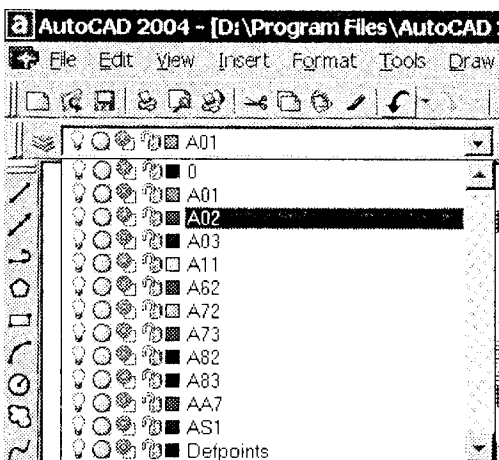 a AutoCAD 2004 - [D:\Program Files\AutoCAD
File Edit View Insert Format Tools Draw
A01
0
A01
A02
A03
A11
A62
A72
A73
A82
A83
AA7
AS1
Defpoints